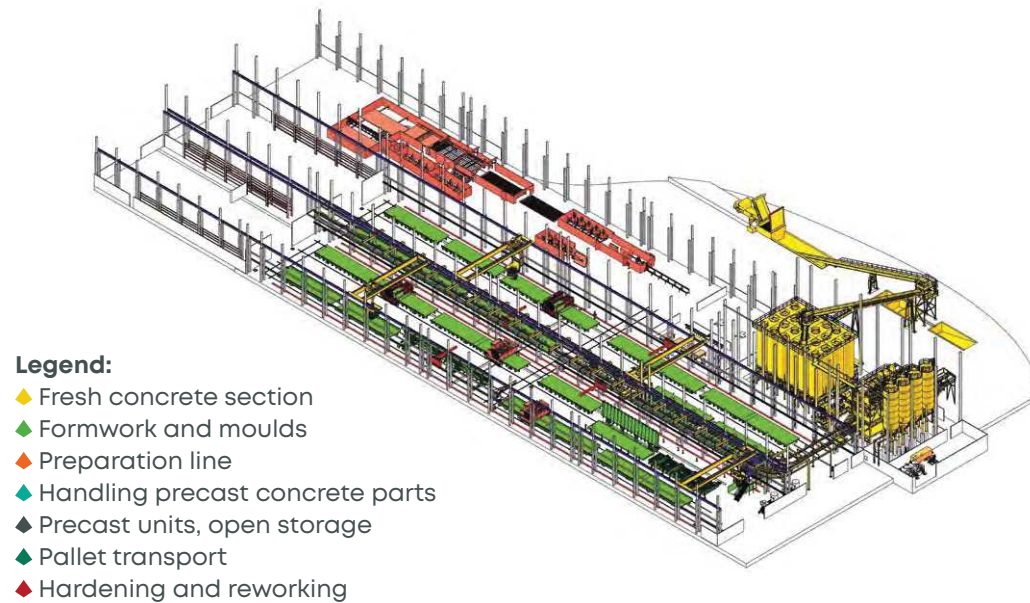 Legend:
Fresh concrete section
Formwork and moulds
Preparation line
Handling precast concrete parts
Precast units, open storage
Pallet transport
Hardening and reworking